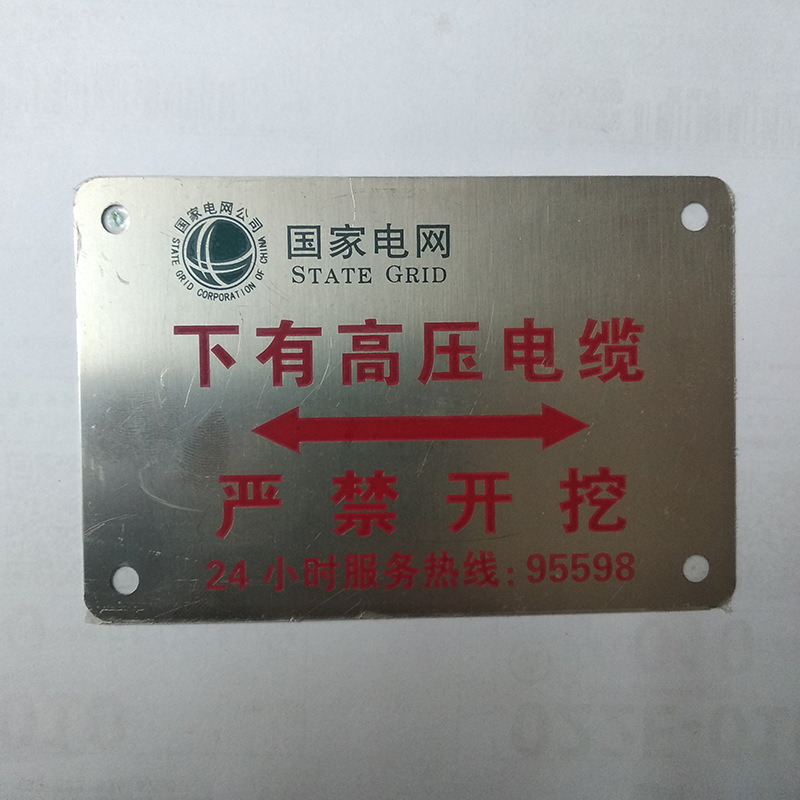 国家电网公司
STATE GRID CORPORATION OF CHINA
国家电网
STATE GRID
下有高压电缆
严禁开挖
24小时服务热线：95598